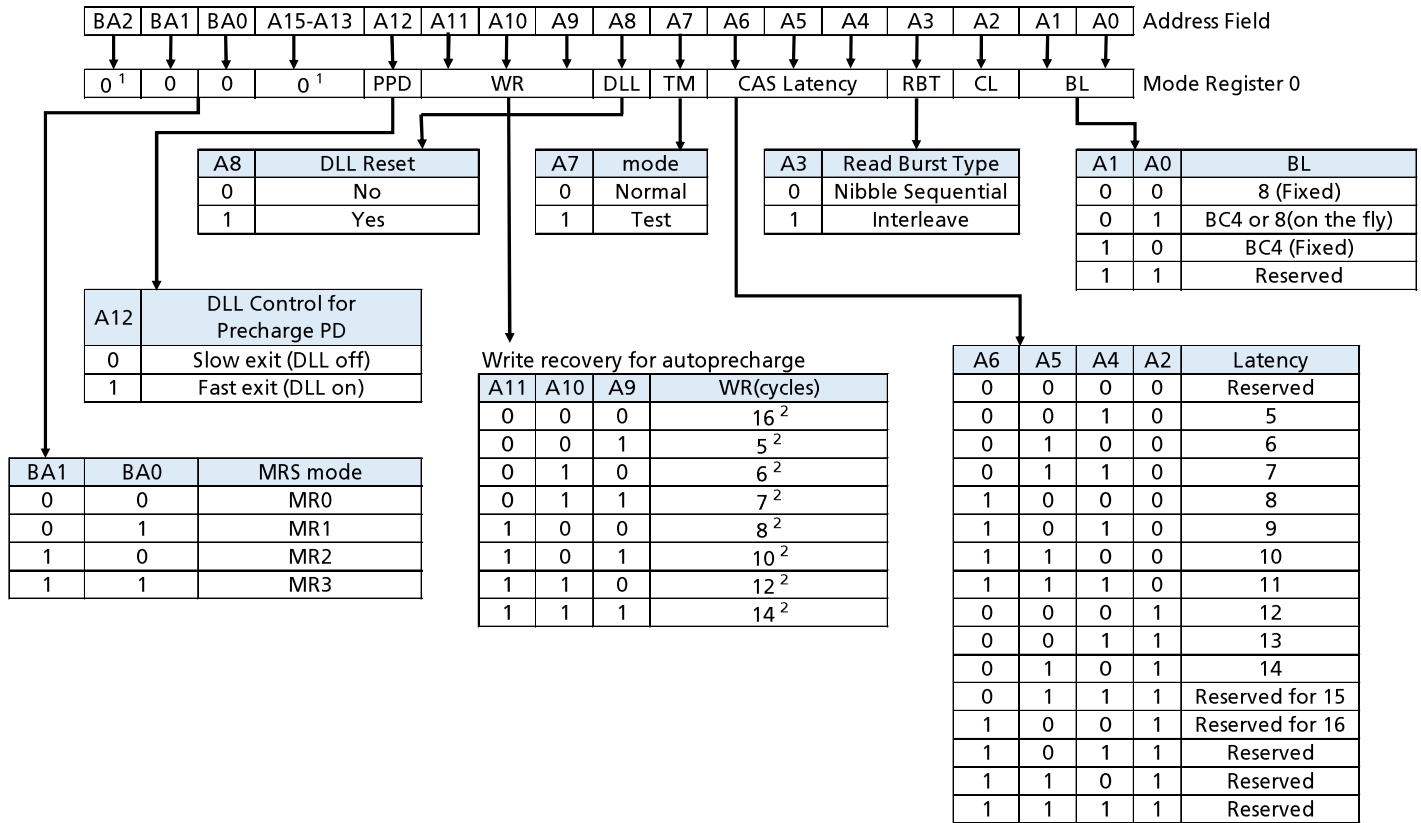 BA2 BA1 BA0 A15-A13 A12 A11 A10 A9 A8 A7 A6 A5 A4 A3 A2 A1 A0 Address Field
0 1 0 0 0 1 PPD WR DLL TM CAS Latency RBT CL BL Mode Register 0
A8 DLL Reset
0 No
1 Yes
A7 mode
0 Normal
1 Test
A3 Read Burst Type
0 Nibble Sequential
1 Interleave
A1 A0 BL
0 0 8 (Fixed)
0 1 BC4 or 8(on the fly)
1 0 BC4 (Fixed)
1 1 Reserved
A12 DLL Control for
Precharge PD
0 Slow exit (DLL off)
1 Fast exit (DLL on)
Write recovery for autoprecharge
A11 A10 A9 WR(cycles)
0 0 0 16 2
0 0 1 5 2
0 1 0 6 2
0 1 1 7 2
1 0 0 8 2
1 0 1 10 2
1 1 0 12 2
1 1 1 14 2
A6 A5 A4 A2 Latency
0 0 0 0 Reserved
0 0 1 0 5
0 1 0 0 6
0 1 1 0 7
1 0 0 0 8
1 0 1 0 9
1 1 0 0 10
1 1 1 0 11
0 0 0 1 12
0 0 1 1 13
0 1 0 1 14
0 1 1 1 Reserved for 15
1 0 0 1 Reserved for 16
1 0 1 1 Reserved
1 1 0 1 Reserved
1 1 1 1 Reserved
BA1 BA0 MRS mode
0 0 MR0
0 1 MR1
1 0 MR2
1 1 MR3